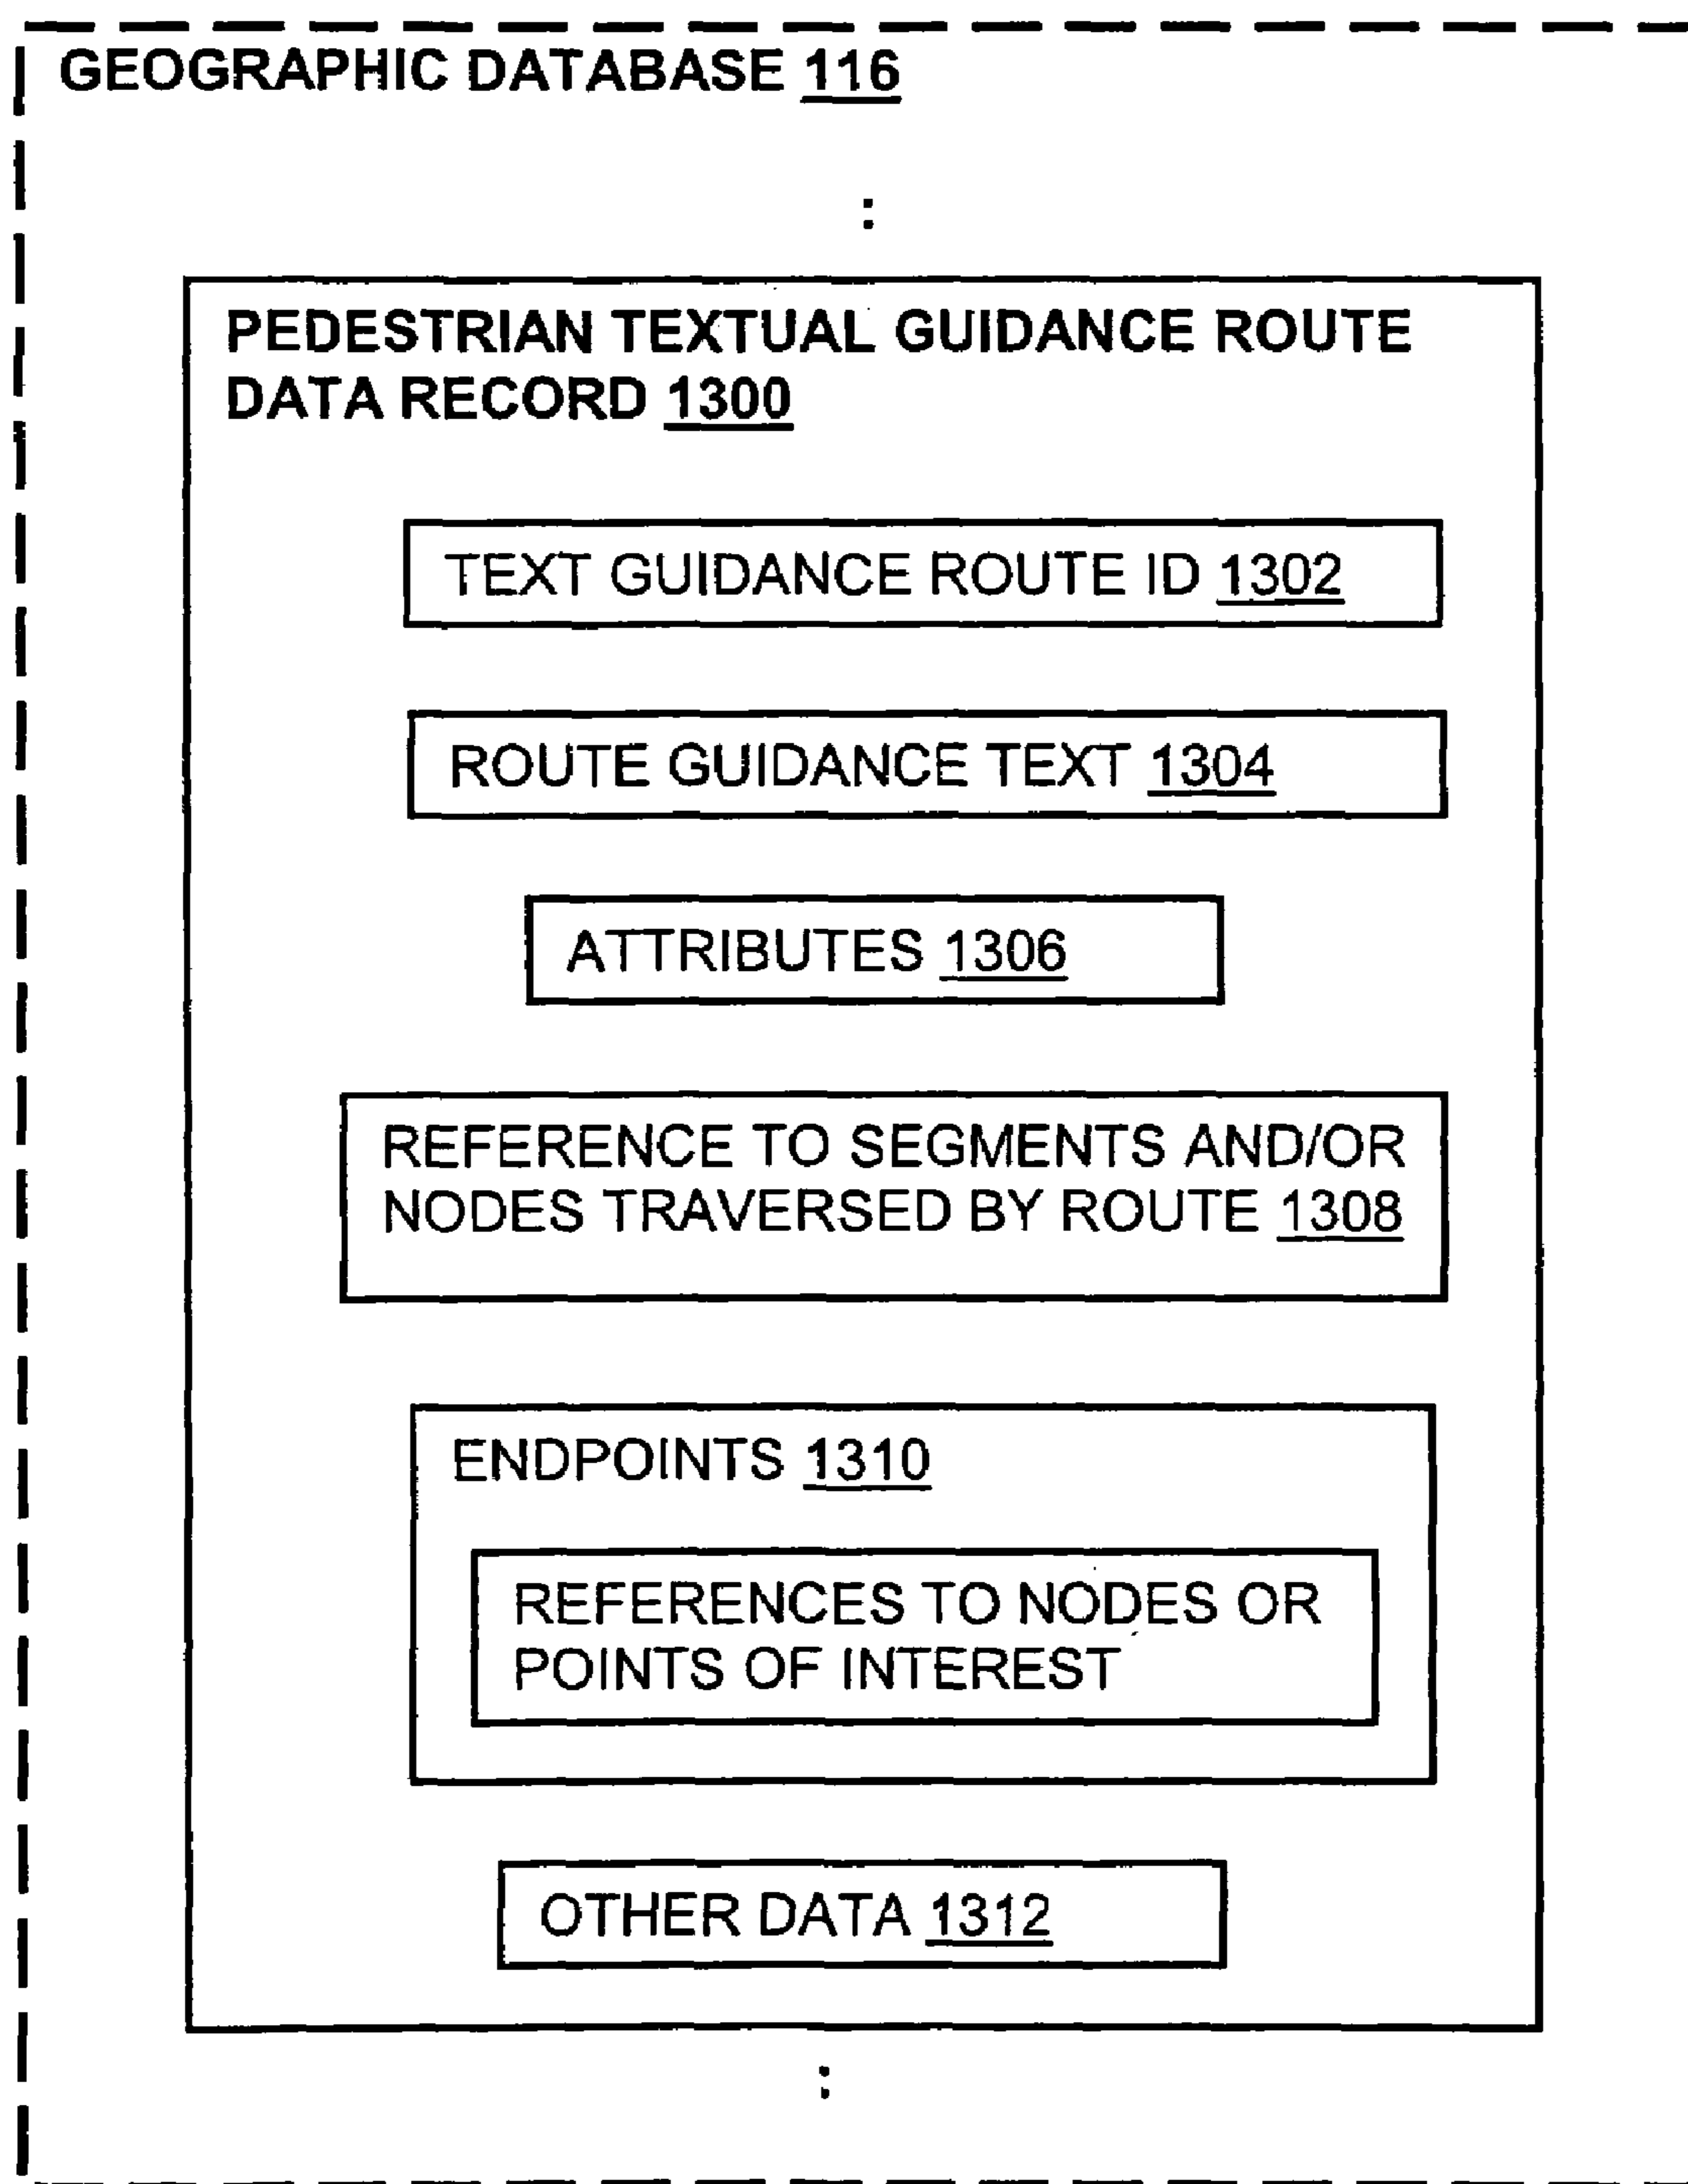 GEOGRAPHIC DATABASE 116
:
PEDESTRIAN TEXTUAL GUIDANCE ROUTE
DATA RECORD 1300
TEXT GUIDANCE ROUTE ID 1302
ROUTE GUIDANCE TEXT 1304
ATTRIBUTES 1306
REFERENCE TO SEGMENTS AND/OR
NODES TRAVERSED BY ROUTE 1308
ENDPOINTS 1310
REFERENCES TO NODES OR
POINTS OF INTEREST
OTHER DATA 1312
: